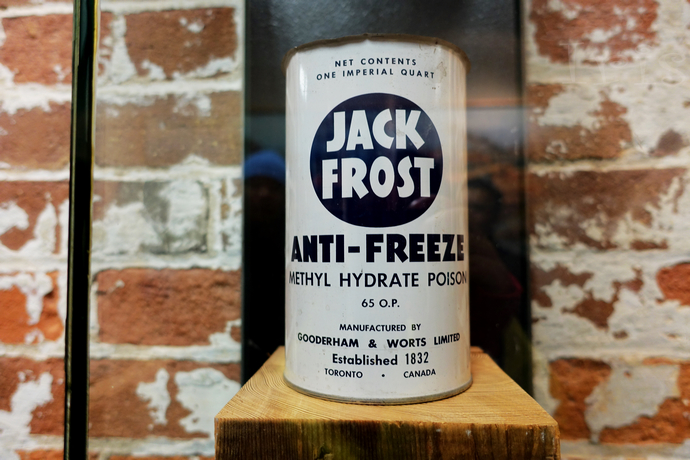 NET CONTENTS
ONE IMPERIAL QUART
JACK
FROST
ANTI-FREEZE
METHYL HYDRATE POISON
65 O.P.
MANUFACTURED BY
GOODERHAM & WORTS LIMITED
Established 1832
TORONTO • CANADA